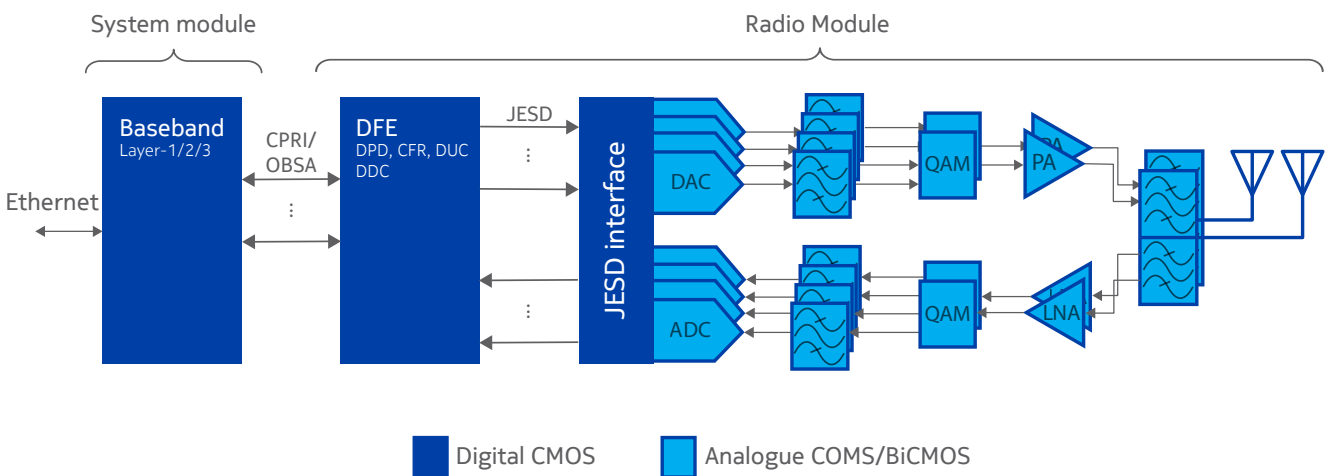 System module
Radio Module
Baseband
Layer-1/2/3
CPRI/
OBSA
Ethernet
DFE
DPD, CFR, DUC
DDC
JESD
JESD interface
DAC
QAM
PA
PA
ADC
QAM
LNA
Digital CMOS
Analogue COMS/BiCMOS